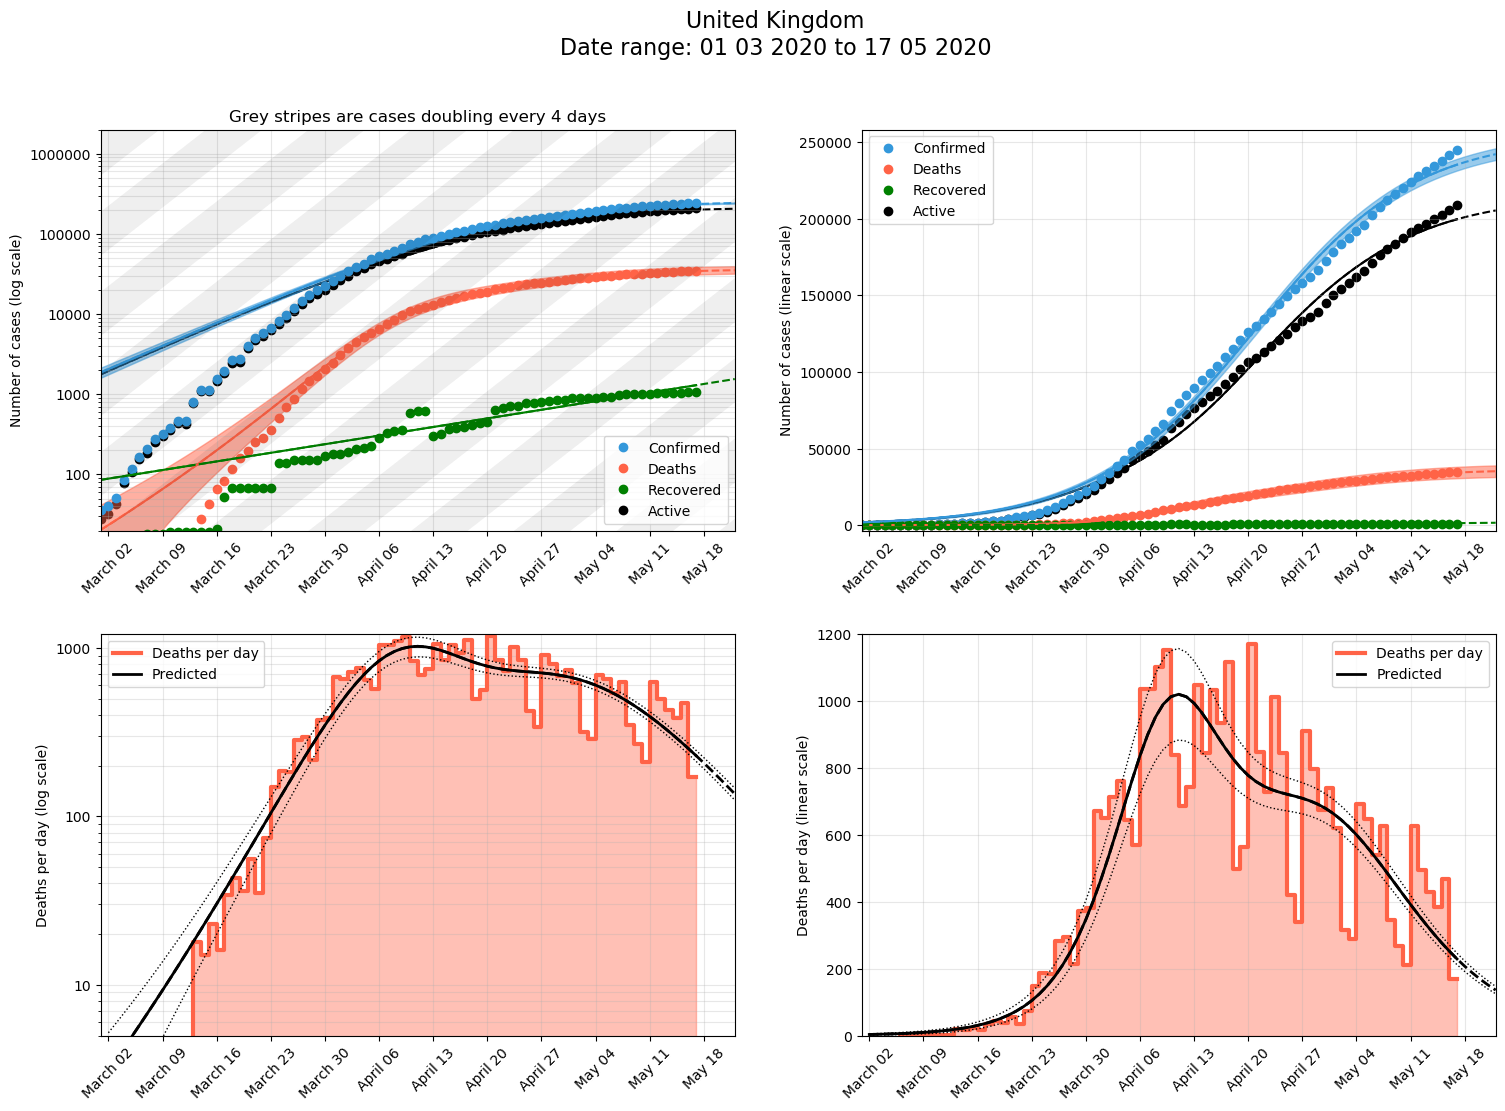 United Kingdom
Date range: 01 03 2020 to 17 05 2020
Grey stripes are cases doubling every 4 days
Number of cases (log scale)
1000000
100000
10000
1000
100
Confirmed
Deaths
Recovered
Active
March 02
March 09
March 16
March 23
March 30
April 06
April 13
April 20
April 27
May 04
May 11
May 18
Number of cases (linear scale)
250000
200000
150000
100000
50000
0
Confirmed
Deaths
Recovered
Active
March 02
March 09
March 16
March 23
March 30
April 06
April 13
April 20
April 27
May 04
May 11
May 18
Deaths per day (log scale)
1000
100
10
Deaths per day
Predicted
March 02
March 09
March 16
March 23
March 30
April 06
April 13
April 20
April 27
May 04
May 11
May 18
Deaths per day (linear scale)
1200
1000
800
600
400
200
0
Deaths per day
Predicted
March 02
March 09
March 16
March 23
March 30
April 06
April 13
April 20
April 27
May 04
May 11
May 18